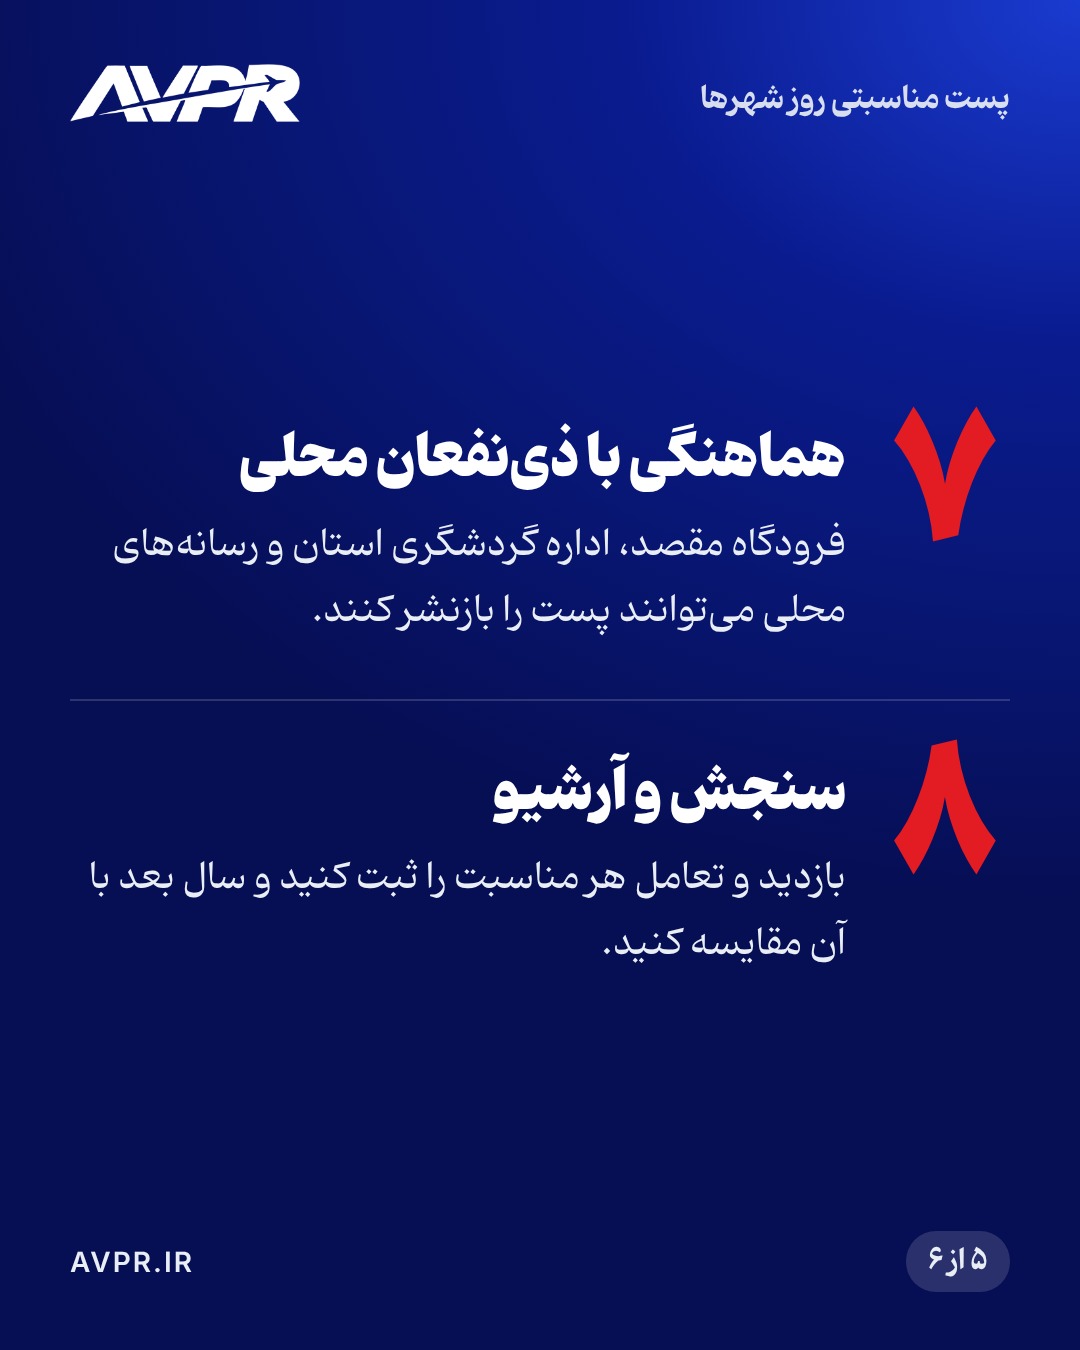 پست مناسبتی روز شهرها
AVPR
۷
هماهنگی با ذی‌نفعان محلی
فرودگاه مقصد، اداره گردشگری استان و رسانه‌های
محلی می‌توانند پست را بازنشر کنند.
۸
سنجش و آرشیو
بازدید و تعامل هر مناسبت را ثبت کنید و سال بعد با
آن مقایسه کنید.
۵ از ۶
AVPR.IR